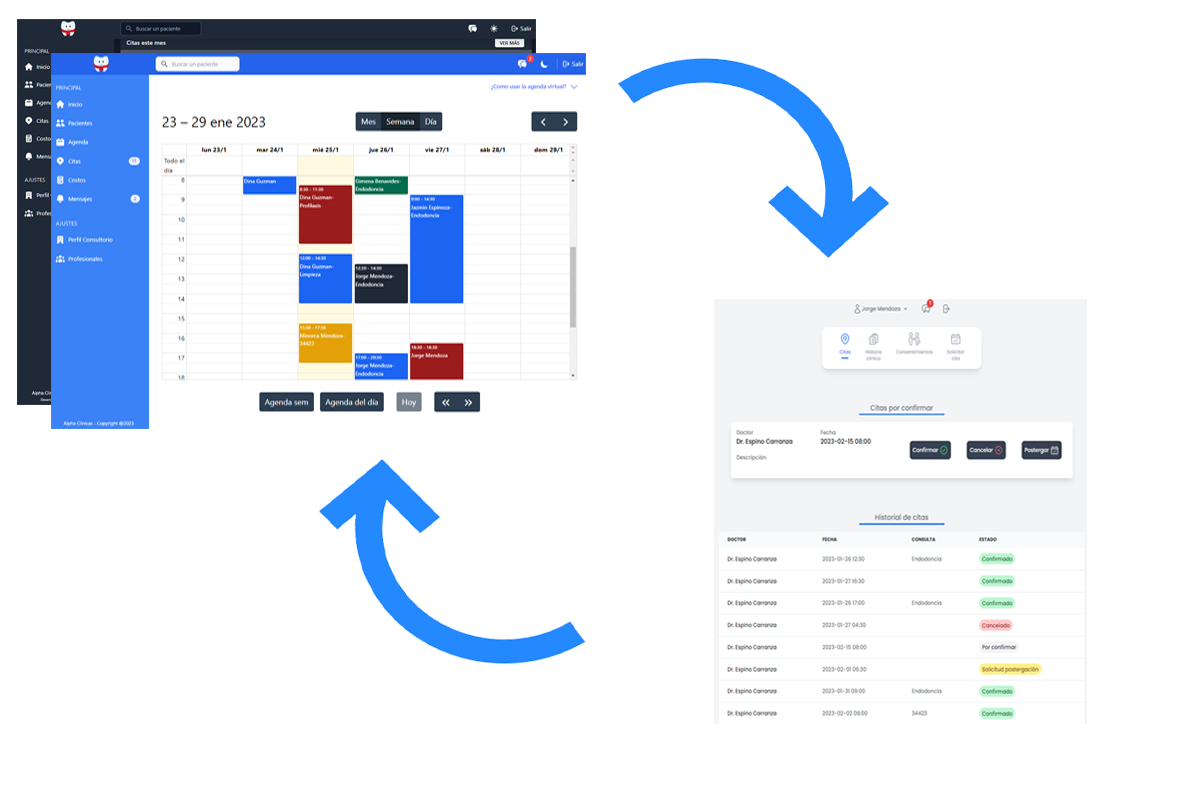 Buscar un paciente
Salir
Citas este mes
VER MÁS
PRINCIPAL
Inicio
Pacien
Agend
Citas
Costo
Mensa
AJUSTES
Perfil
Profes
Alpha Clín
Buscar un paciente
Salir
PRINCIPAL
Inicio
Pacientes
Agenda
Citas 11
Costos
Mensajes
AJUSTES
Perfil Consultorio
Profesionales
Alpha Clínicas - Copyright @2023
¿Como usar la agenda virtual?
23 – 29 ene 2023
Mes Semana Día
lun 23/1 mar 24/1 mié 25/1 jue 26/1 vie 27/1 sáb 28/1 dom 29/1
Todo el día
8
9
10
11
12
13
14
15
16
17
18
Dina Guzman
8:30 - 11:30
Dina Guzman-
Profilaxis
12:00 - 14:30
Dina Guzman-
Limpieza
15:30 - 17:30
Minorca Mendoza-
34423
Gimena Benavides-
Endodoncia
12:30 - 14:30
Jorge Mendoza-
Endodoncia
17:00 - 20:30
Jorge Mendoza-
Endodoncia
9:00 - 14:30
Jazmin Espinoza-
Endodoncia
16:30 - 18:30
Jorge Mendoza
Agenda sem Agenda del día Hoy
Jorge Mendoza
Citas
Historia clínica
Consentimientos
Solicitar cita
Citas por confirmar
Doctor Fecha
Dr. Espino Carranza 2023-02-15 08:00
Descripción
Confirmar Cancelar Postergar
Historial de citas
DOCTOR FECHA CONSULTA ESTADO
Dr. Espino Carranza 2023-01-26 12:30 Endodoncia Confirmado
Dr. Espino Carranza 2023-01-27 16:30 Confirmado
Dr. Espino Carranza 2023-01-26 17:00 Endodoncia Confirmado
Dr. Espino Carranza 2023-01-27 04:30 Cancelado
Dr. Espino Carranza 2023-02-15 08:00 Por confirmar
Dr. Espino Carranza 2023-02-01 05:30 Solicitud postergación
Dr. Espino Carranza 2023-01-31 09:00 Endodoncia Confirmado
Dr. Espino Carranza 2023-02-02 08:00 34423 Confirmado